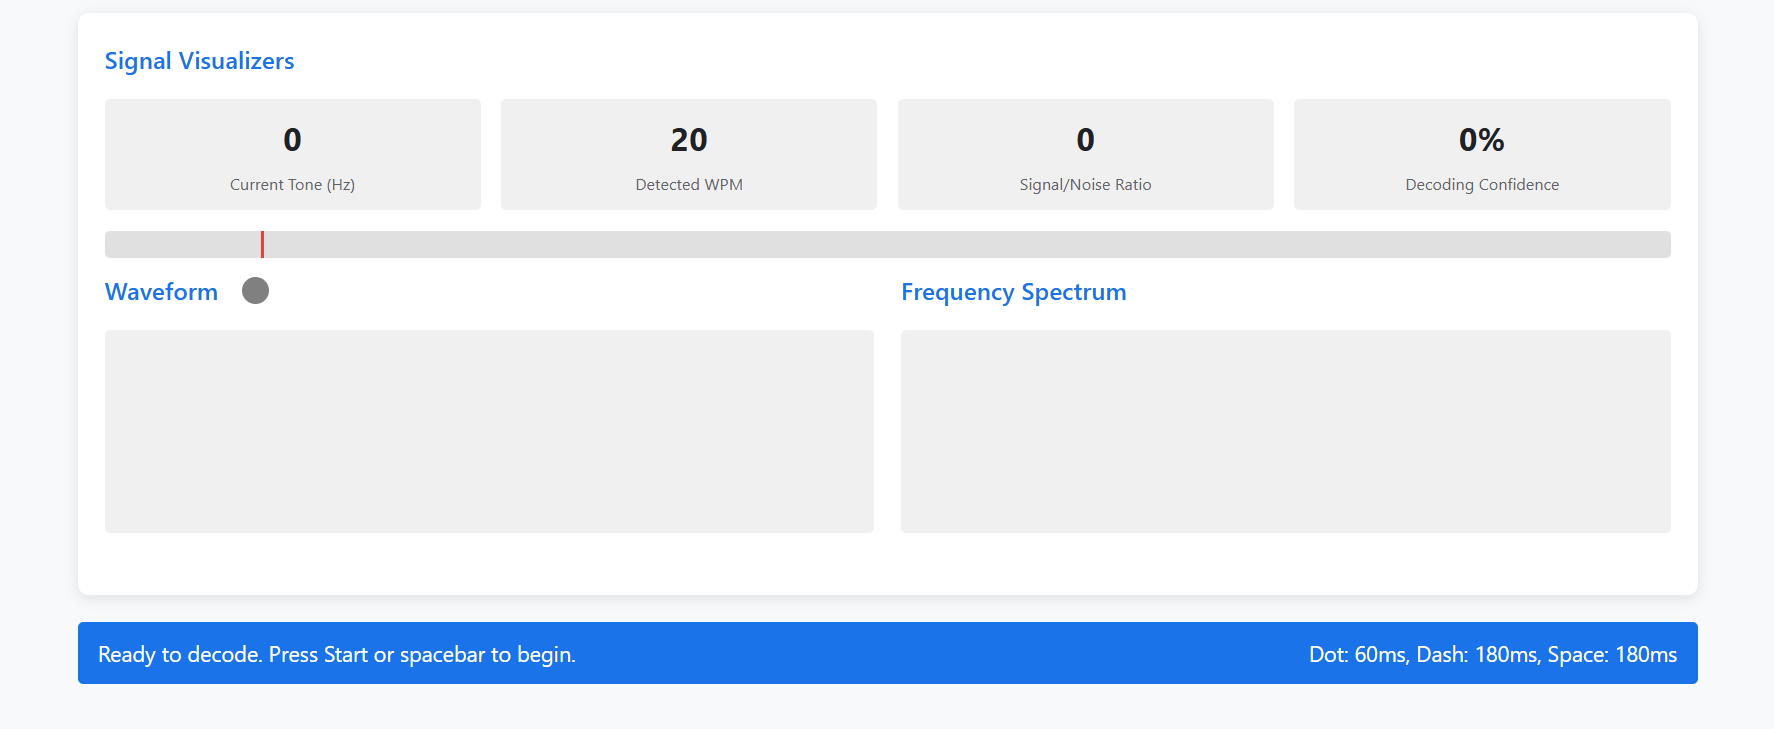 Signal Visualizers
0
Current Tone (Hz)
20
Detected WPM
0
Signal/Noise Ratio
0%
Decoding Confidence
Waveform
Frequency Spectrum
Ready to decode. Press Start or spacebar to begin.
Dot: 60ms, Dash: 180ms, Space: 180ms